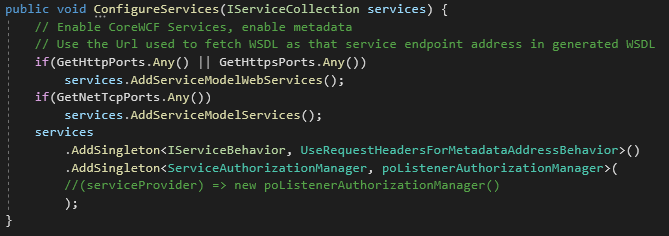 public void ConfigureServices(IServiceCollection services) {
// Enable CoreWCF Services, enable metadata
// Use the Url used to fetch WSDL as that service endpoint address in generated WSDL
if(GetHttpPorts.Any() || GetHttpsPorts.Any())
services.AddServiceModelWebServices();
if(GetNetTcpPorts.Any())
services.AddServiceModelServices();
services
.AddSingleton<IServiceBehavior, UseRequestHeadersForMetadataAddressBehavior>()
.AddSingleton<ServiceAuthorizationManager, poListenerAuthorizationManager>(
//(serviceProvider) => new poListenerAuthorizationManager()
);
}